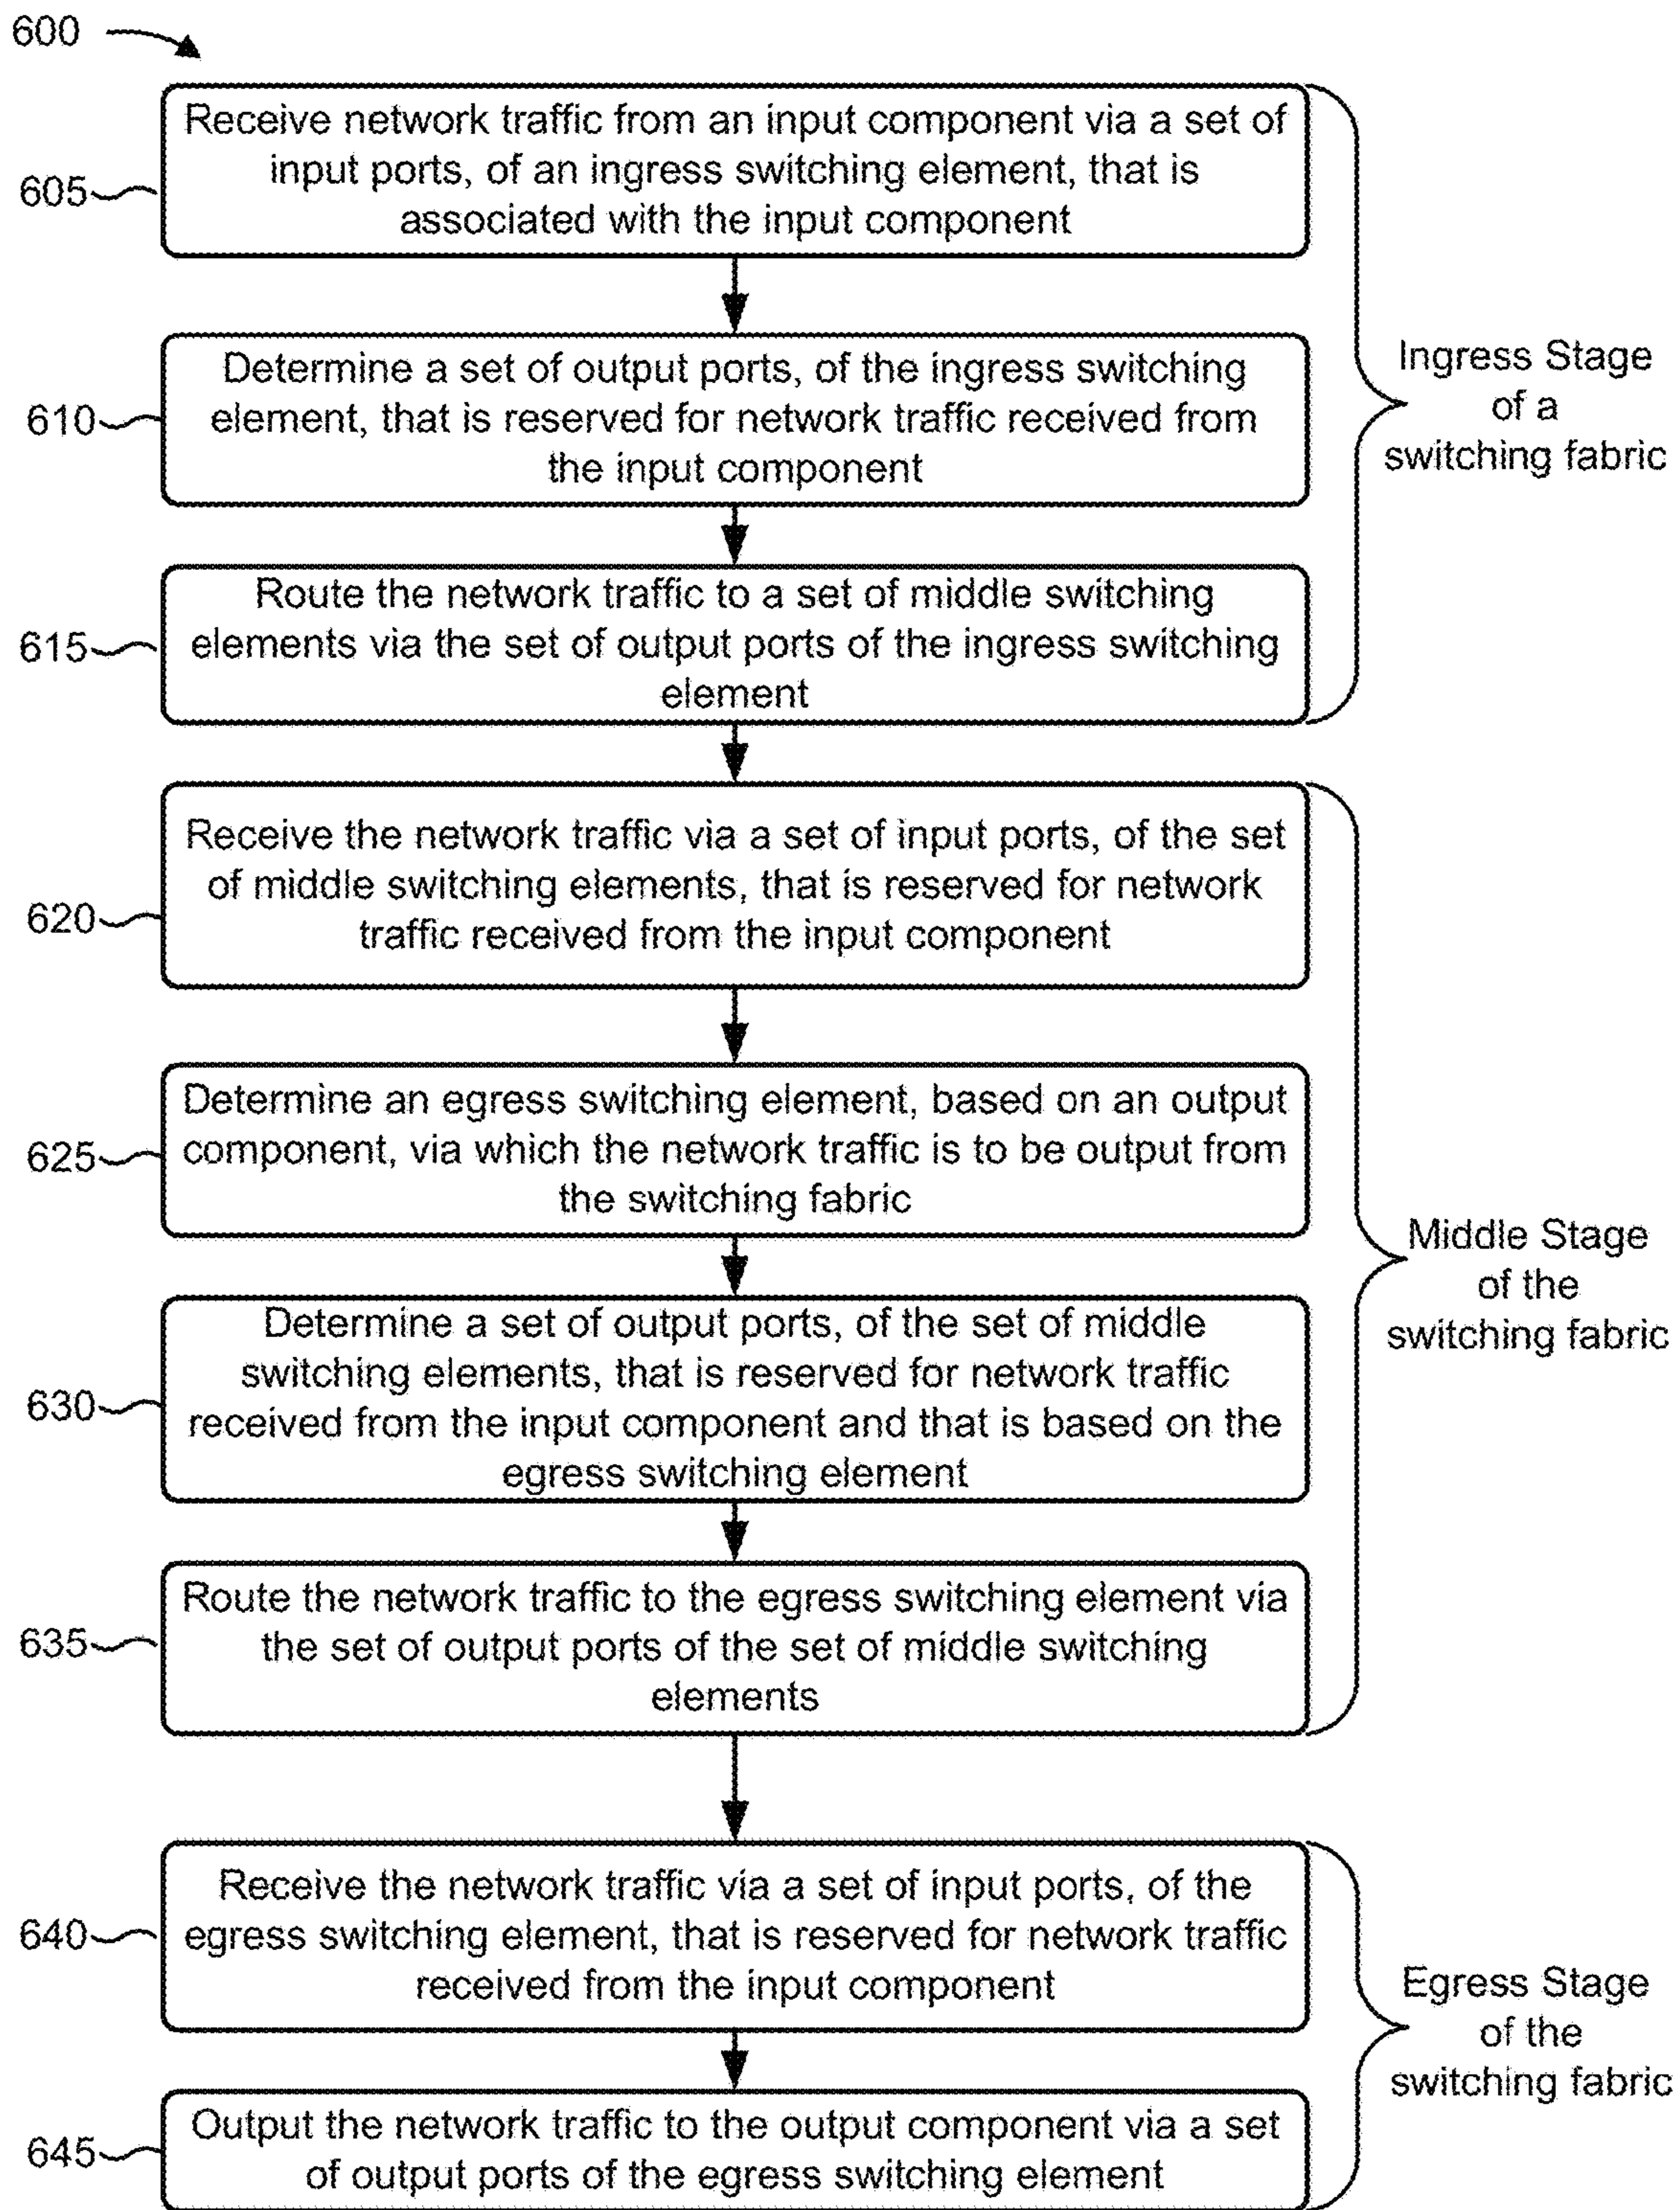 600
Receive network traffic from an input component via a set of
input ports, of an ingress switching element, that is
associated with the input component
605
Determine a set of output ports, of the ingress switching
element, that is reserved for network traffic received from
the input component
610
Ingress Stage
of a
switching fabric
Route the network traffic to a set of middle switching
elements via the set of output ports of the ingress switching
element
615
Receive the network traffic via a set of input ports, of the set
of middle switching elements, that is reserved for network
traffic received from the input component
620
Determine an egress switching element, based on an output
component, via which the network traffic is to be output from
the switching fabric
625
Middle Stage
of the
switching fabric
Determine a set of output ports, of the set of middle
switching elements, that is reserved for network traffic
received from the input component and that is based on the
egress switching element
630
Route the network traffic to the egress switching element via
the set of output ports of the set of middle switching
elements
635
Receive the network traffic via a set of input ports, of the
egress switching element, that is reserved for network traffic
received from the input component
640
Egress Stage
of the
switching fabric
Output the network traffic to the output component via a set
of output ports of the egress switching element
645